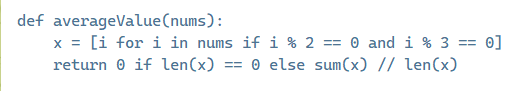 def averageValue(nums):
    x = [i for i in nums if i % 2 == 0 and i % 3 == 0]
    return 0 if len(x) == 0 else sum(x) // len(x)